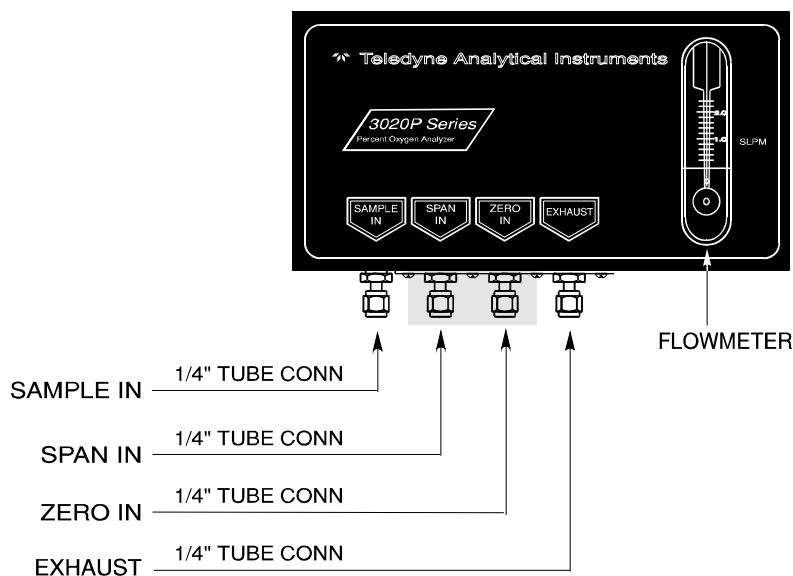 Teledyne Analytical Instruments
3020P Series
Percent Oxygen Analyzer
2.0
1.0
SLPM
SAMPLE
IN
SPAN
IN
ZERO
IN
EXHAUST
FLOWMETER
1/4" TUBE CONN
SAMPLE IN
1/4" TUBE CONN
SPAN IN
1/4" TUBE CONN
ZERO IN
1/4" TUBE CONN
EXHAUST